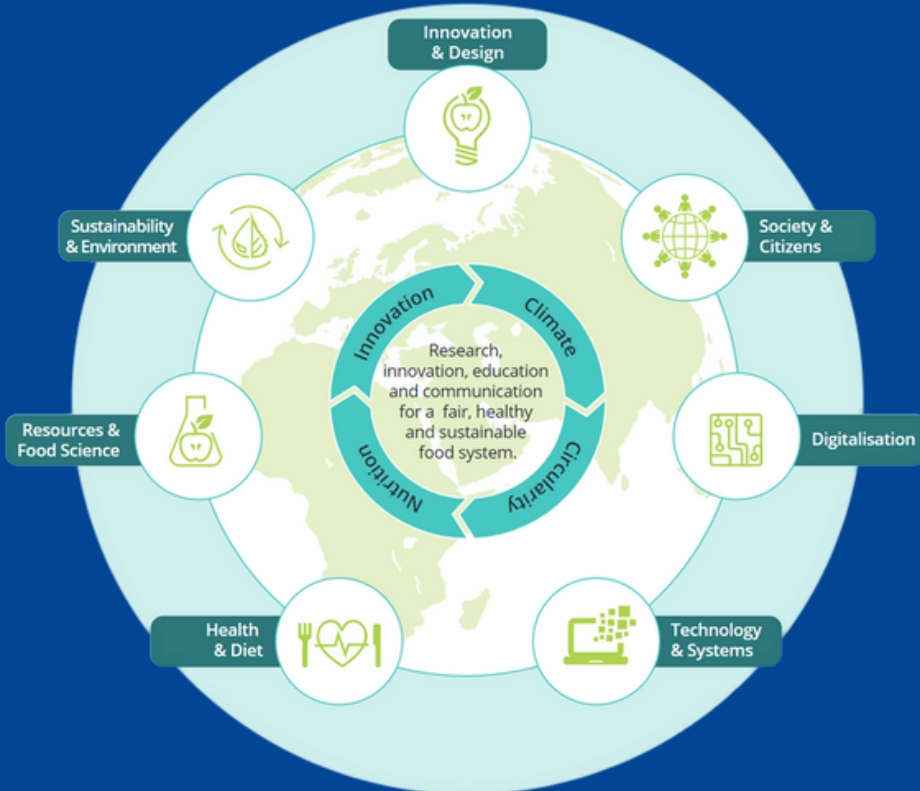 Innovation
& Design
Sustainability
& Environment
Society &
Citizens
Innovation
Climate
Research,
innovation, education
and communication
for a fair, healthy
and sustainable
food system.
Nutrition
Circularity
Resources &
Food Science
Digitalisation
Health
& Diet
Technology
& Systems